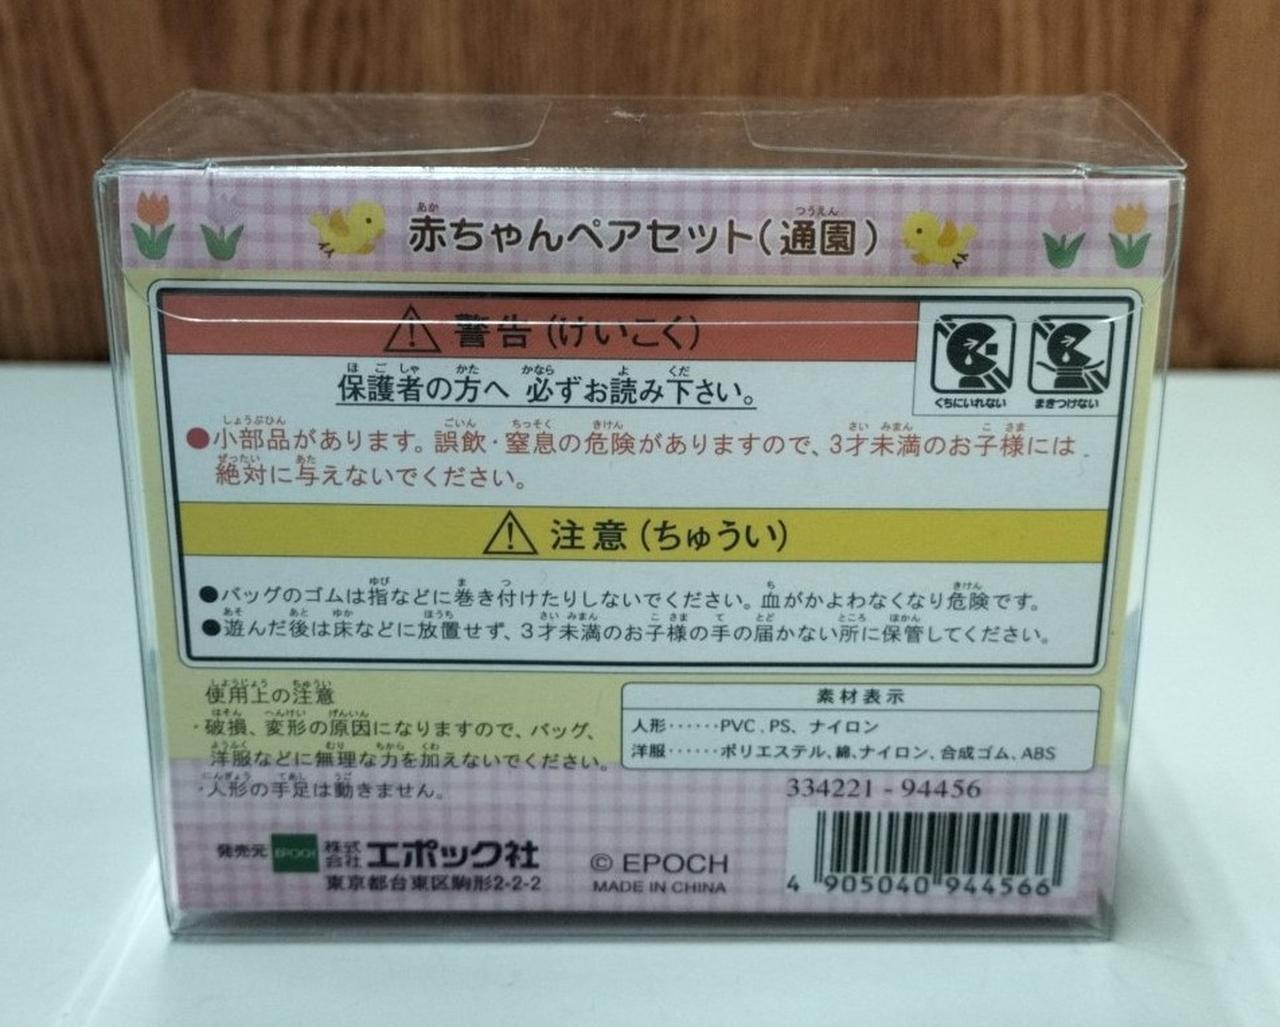 赤ちゃんペアセット(通園)
警告(けいこく)
くちにいれない まきつけない
保護者の方へ 必ずお読み下さい。
●小部品があります。誤飲・窒息の危険がありますので、3才未満のお子様には
絶対に与えないでください。
注意(ちゅうい)
●バッグのゴムは指などに巻き付けたりしないでください。血がかよわなくなり危険です。
●遊んだ後は床などに放置せず、3才未満のお子様の手の届かない所に保管してください。
使用上の注意
・破損、変形の原因になりますので、バッグ、
洋服などに無理な力を加えないでください。
・人形の手足は動きません。
素材表示
人形……PVC、PS、ナイロン
洋服……ポリエステル、綿、ナイロン、合成ゴム、ABS
334221-94456
発売元 EPOCH 株式会社 エポック社
東京都台東区駒形2-2-2
© EPOCH
MADE IN CHINA
4 905040 944566